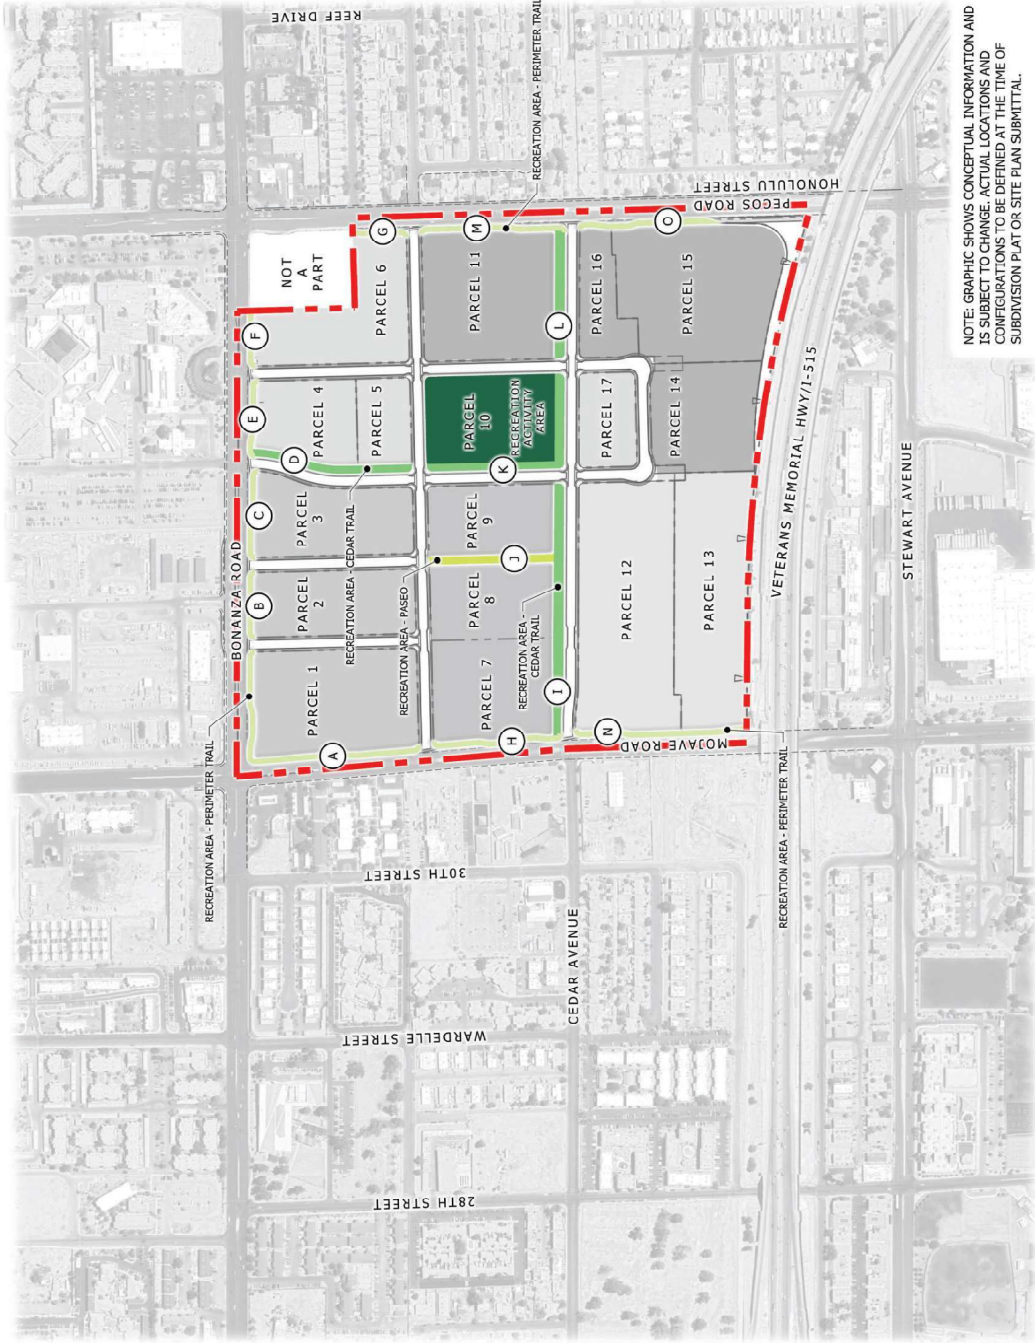 REEF DRIVE
RECREATION AREA - PERIMETER TRAIL
HONOLULU STREET
PECOS ROAD
NOT
A
PART
G
M
O
PARCEL 6
PARCEL 11
PARCEL 16
PARCEL 15
F
L
E
PARCEL 4
PARCEL 5
PARCEL
10
RECREATION
ACTIVITY
AREA
PARCEL 17
PARCEL 14
D
K
C
PARCEL
3
RECREATION AREA - CEDAR TRAIL
PARCEL
9
BONANZA ROAD
B
PARCEL
2
J
PARCEL
8
RECREATION AREA - PASEO
PARCEL 12
PARCEL 13
PARCEL 1
PARCEL 7
RECREATION AREA -
CEDAR TRAIL
I
A
H
N
MOJAVE ROAD
RECREATION AREA - PERIMETER TRAIL
RECREATION AREA - PERIMETER TRAIL
VETERANS MEMORIAL HWY/I-515
STEWART AVENUE
30TH STREET
CEDAR AVENUE
WARDELLE STREET
28TH STREET
NOTE: GRAPHIC SHOWS CONCEPTUAL INFORMATION AND
IS SUBJECT TO CHANGE. ACTUAL LOCATIONS AND
CONFIGURATIONS TO BE DEFINED AT THE TIME OF
SUBDIVISION PLAT OR SITE PLAN SUBMITTAL.